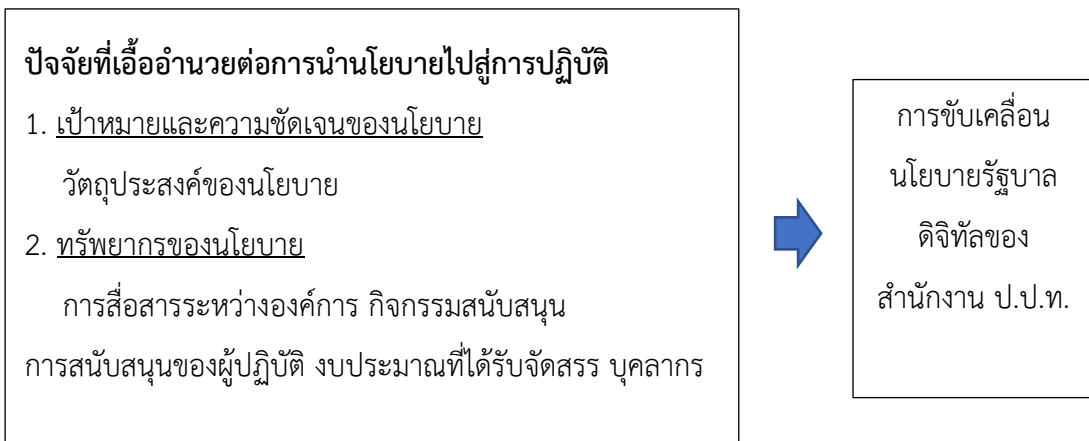 ปัจจัยที่เอื้ออำนวยต่อการนำนโยบายไปสู่การปฏิบัติ
1. เป้าหมายและความชัดเจนของนโยบาย
วัตถุประสงค์ของนโยบาย
2. ทรัพยากรของนโยบาย
การสื่อสารระหว่างองค์การ กิจกรรมสนับสนุน
การสนับสนุนของผู้ปฏิบัติ งบประมาณที่ได้รับจัดสรร บุคลากร
การขับเคลื่อน
นโยบายรัฐบาล
ดิจิทัลของ
สำนักงาน ป.ป.ท.